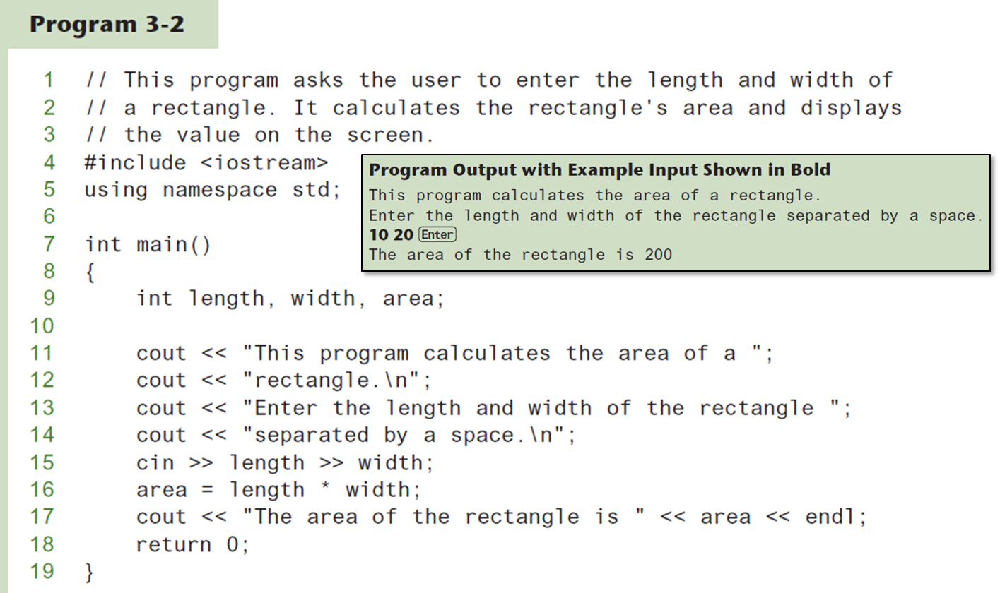 Program 3-2
1 // This program asks the user to enter the length and width of
2 // a rectangle. It calculates the rectangle's area and displays
3 // the value on the screen.
4 #include <iostream>
5 using namespace std;
6
7 int main()
8 {
9 int length, width, area;
10
11 cout << "This program calculates the area of a ";
12 cout << "rectangle.\n";
13 cout << "Enter the length and width of the rectangle ";
14 cout << "separated by a space.\n";
15 cin >> length >> width;
16 area = length * width;
17 cout << "The area of the rectangle is " << area << endl;
18 return 0;
19 }
Program Output with Example Input Shown in Bold
This program calculates the area of a rectangle.
Enter the length and width of the rectangle separated by a space.
10 20 Enter
The area of the rectangle is 200